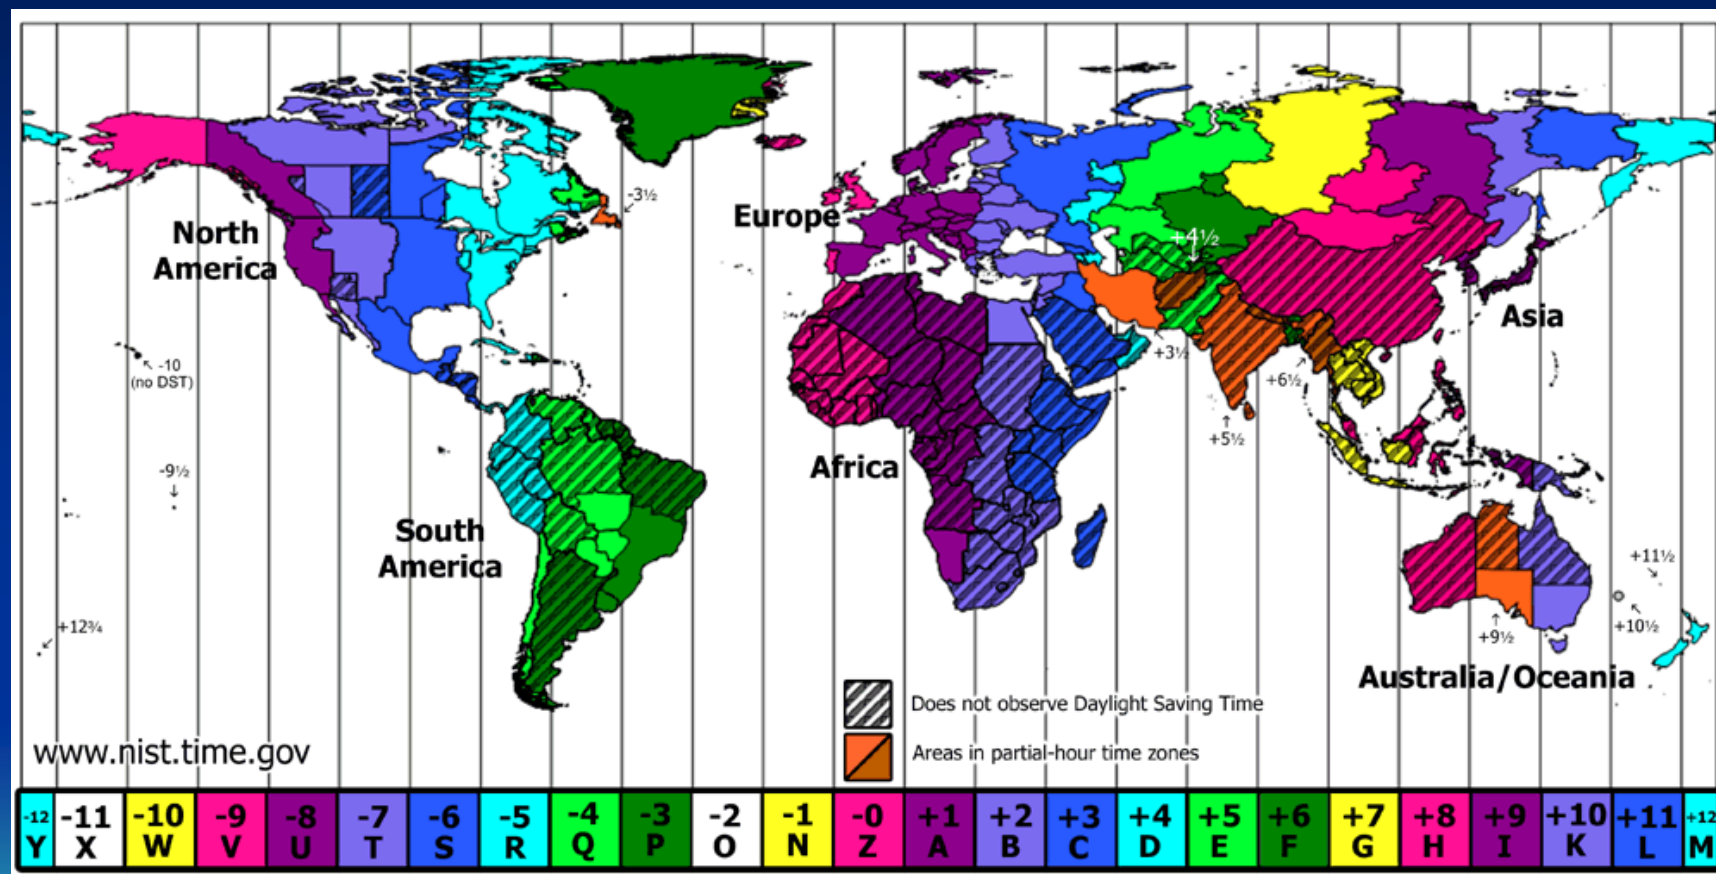 -3½
Europe
+4½
North
America
Asia
+3½
-10
(no DST)
+6½
+5½
Africa
-9½
South
America
+11½
+10½
+12¾
+9½
Australia/Oceania
Does not observe Daylight Saving Time
www.nist.time.gov
Areas in partial-hour time zones
-12 -11 -10 -9 -8 -7 -6 -5 -4 -3 -2 -1 -0 +1 +2 +3 +4 +5 +6 +7 +8 +9 +10 +11 +12
Y X W V U T S R Q P O N Z A B C D E F G H I K L M